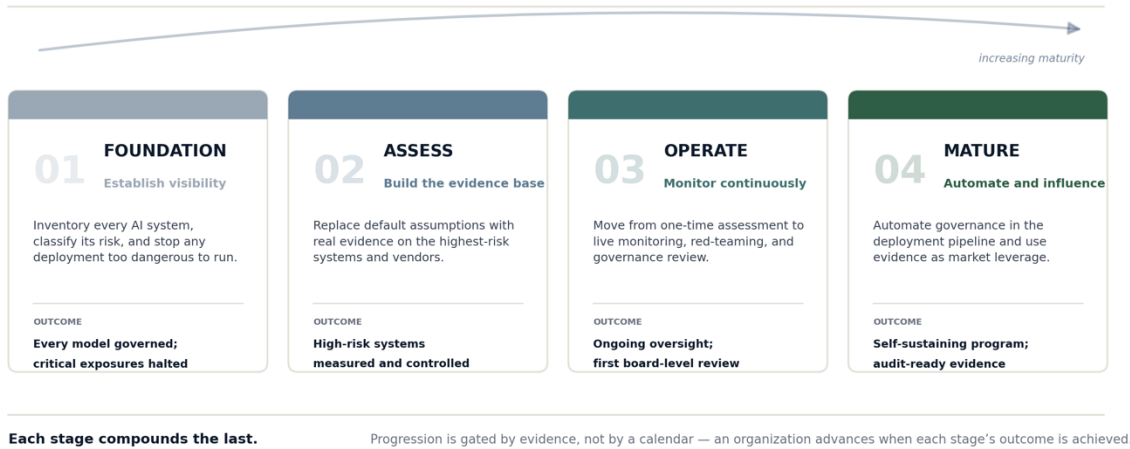 increasing maturity
01
FOUNDATION
Establish visibility
Inventory every AI system,
classify its risk, and stop any
deployment too dangerous to run.
OUTCOME
Every model governed;
critical exposures halted
02
ASSESS
Build the evidence base
Replace default assumptions with
real evidence on the highest-risk
systems and vendors.
OUTCOME
High-risk systems
measured and controlled
03
OPERATE
Monitor continuously
Move from one-time assessment to
live monitoring, red-teaming, and
governance review.
OUTCOME
Ongoing oversight;
first board-level review
04
MATURE
Automate and influence
Automate governance in the
deployment pipeline and use
evidence as market leverage.
OUTCOME
Self-sustaining program;
audit-ready evidence
Each stage compounds the last.
Progression is gated by evidence, not by a calendar — an organization advances when each stage’s outcome is achieved